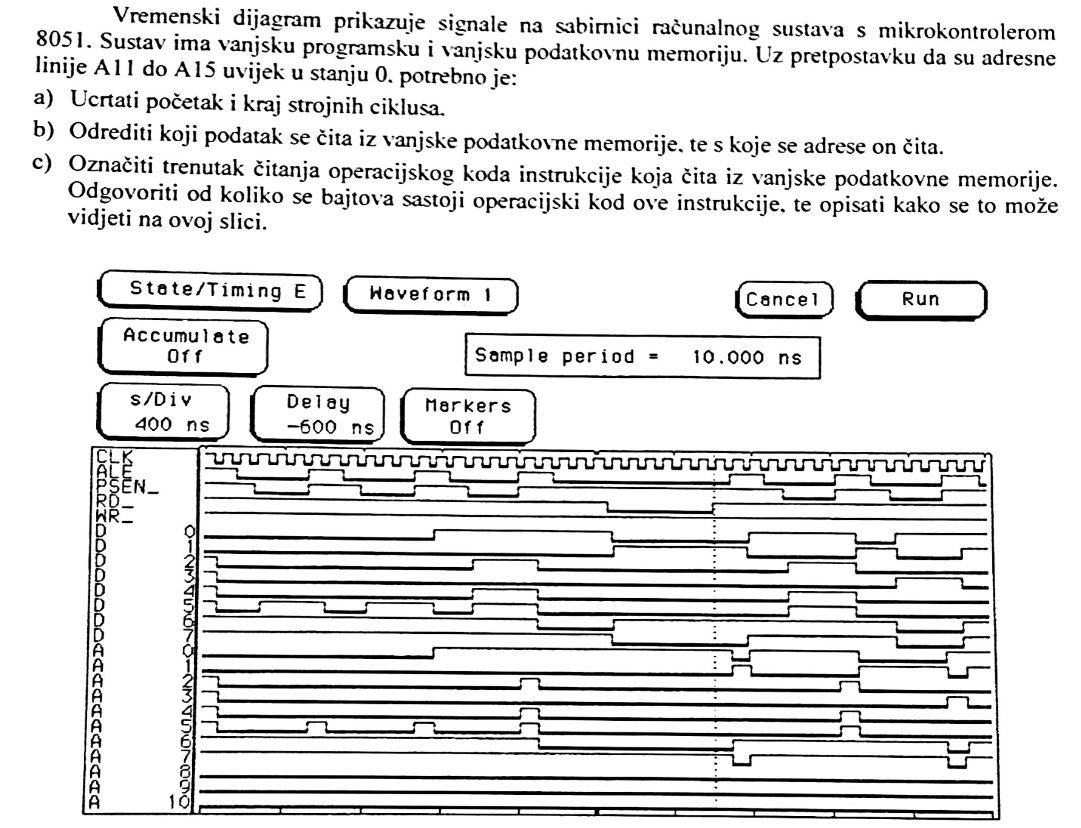 Vremenski dijagram prikazuje signale na sabirnici računalnog sustava s mikrokontrolerom
8051. Sustav ima vanjsku programsku i vanjsku podatkovnu memoriju. Uz pretpostavku da su adresne
linije A11 do A15 uvijek u stanju 0, potrebno je:
a) Ucrtati početak i kraj strojnih ciklusa.
b) Odrediti koji podatak se čita iz vanjske podatkovne memorije, te s koje se adrese on čita.
c) Označiti trenutak čitanja operacijskog koda instrukcije koja čita iz vanjske podatkovne memorije.
Odgovoriti od koliko se bajtova sastoji operacijski kod ove instrukcije, te opisati kako se to može
vidjeti na ovoj slici.
State/Timing E Waveform 1 Cancel Run
Accumulate
Off
Sample period = 10.000 ns
s/Div
400 ns
Delay
-600 ns
Markers
Off
CLK
ALE
PSEN_
RD_
WR_
D 0
D 1
D 2
D 3
D 4
D 5
D 6
D 7
A 0
A 1
A 2
A 3
A 4
A 5
A 6
A 7
A 8
A 9
A 10